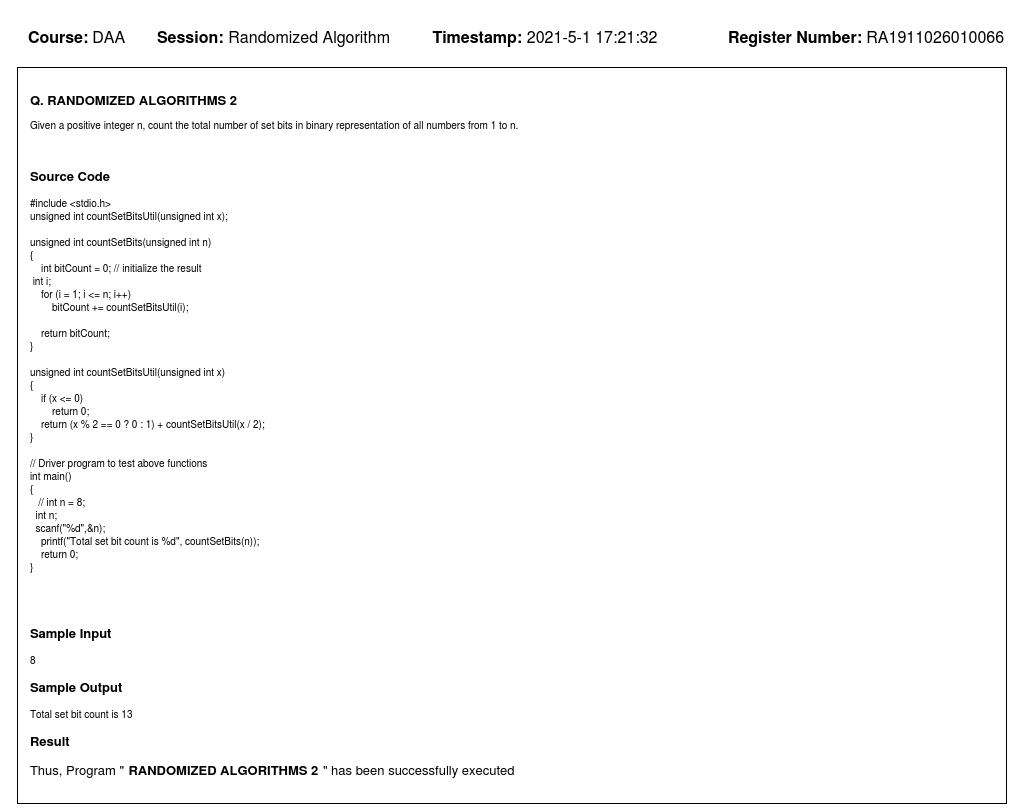 Course: DAA Session: Randomized Algorithm Timestamp: 2021-5-1 17:21:32 Register Number: RA1911026010066
Q. RANDOMIZED ALGORITHMS 2
Given a positive integer n, count the total number of set bits in binary representation of all numbers from 1 to n.
Source Code
#include <stdio.h>
unsigned int countSetBitsUtil(unsigned int x);
unsigned int countSetBits(unsigned int n)
{
int bitCount = 0; // initialize the result
int i;
for (i = 1; i <= n; i++)
bitCount += countSetBitsUtil(i);
return bitCount;
}
unsigned int countSetBitsUtil(unsigned int x)
{
if (x <= 0)
return 0;
return (x % 2 == 0 ? 0 : 1) + countSetBitsUtil(x / 2);
}
// Driver program to test above functions
int main()
{
// int n = 8;
int n;
scanf("%d",&n);
printf("Total set bit count is %d", countSetBits(n));
return 0;
}
Sample Input
8
Sample Output
Total set bit count is 13
Result
Thus, Program " RANDOMIZED ALGORITHMS 2 " has been successfully executed